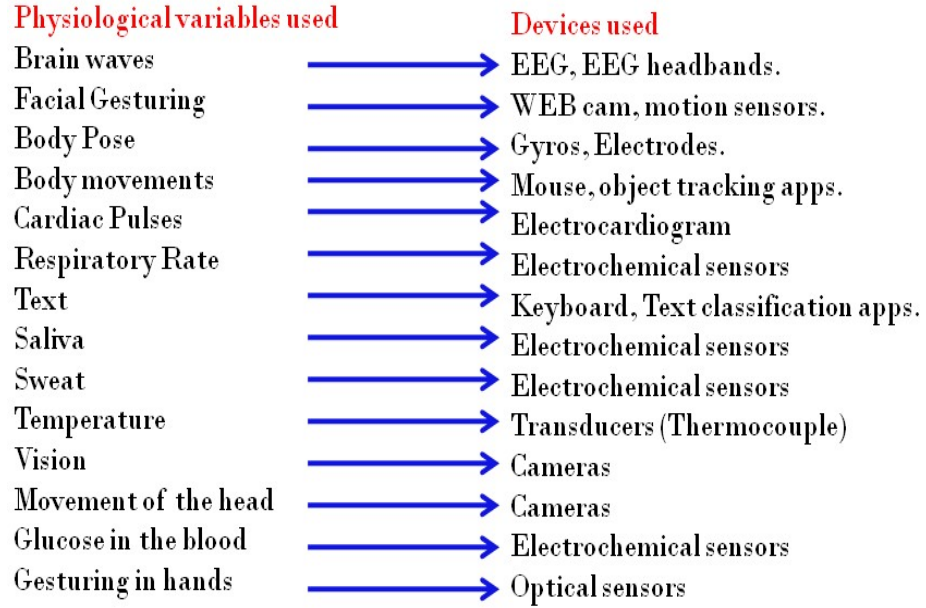 Physiological variables used
Devices used
Brain waves
EEG, EEG headbands.
Facial Gesturing
WEB cam, motion sensors.
Body Pose
Gyros, Electrodes.
Body movements
Mouse, object tracking apps.
Cardiac Pulses
Electrocardiogram
Respiratory Rate
Electrochemical sensors
Text
Keyboard, Text classification apps.
Saliva
Electrochemical sensors
Sweat
Electrochemical sensors
Temperature
Transducers (Thermocouple)
Vision
Cameras
Movement of the head
Cameras
Glucose in the blood
Electrochemical sensors
Gesturing in hands
Optical sensors